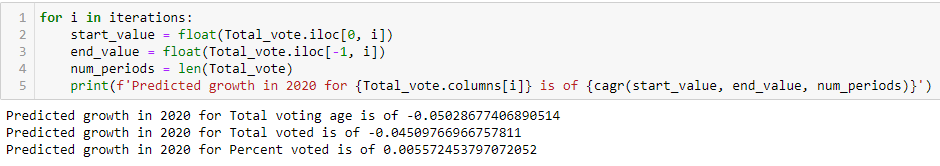 1 for i in iterations:
2     start_value = float(Total_vote.iloc[0, i])
3     end_value = float(Total_vote.iloc[-1, i])
4     num_periods = len(Total_vote)
5     print(f'Predicted growth in 2020 for {Total_vote.columns[i]} is of {cagr(start_value, end_value, num_periods)}')
Predicted growth in 2020 for Total voting age is of -0.05028677406890514
Predicted growth in 2020 for Total voted is of -0.04509766966757811
Predicted growth in 2020 for Percent voted is of 0.005572453797072052